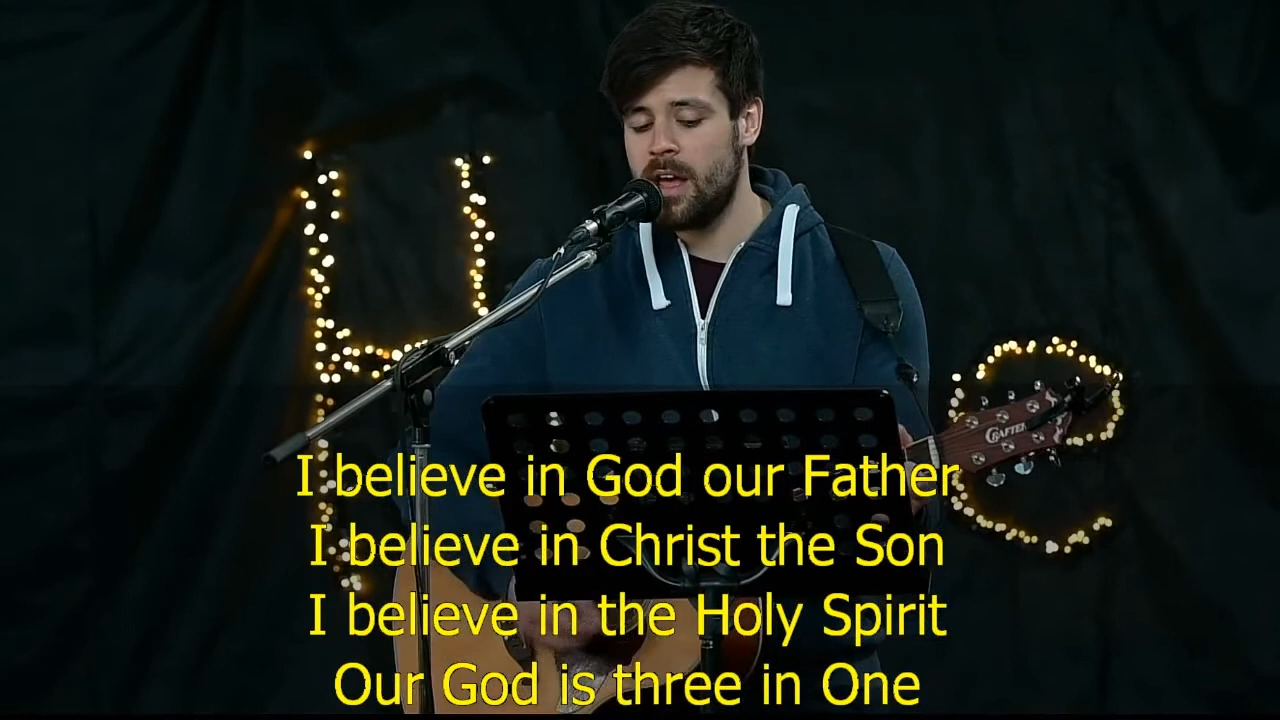 CRAFTER
I believe in God our Father
I believe in Christ the Son
I believe in the Holy Spirit
Our God is three in One